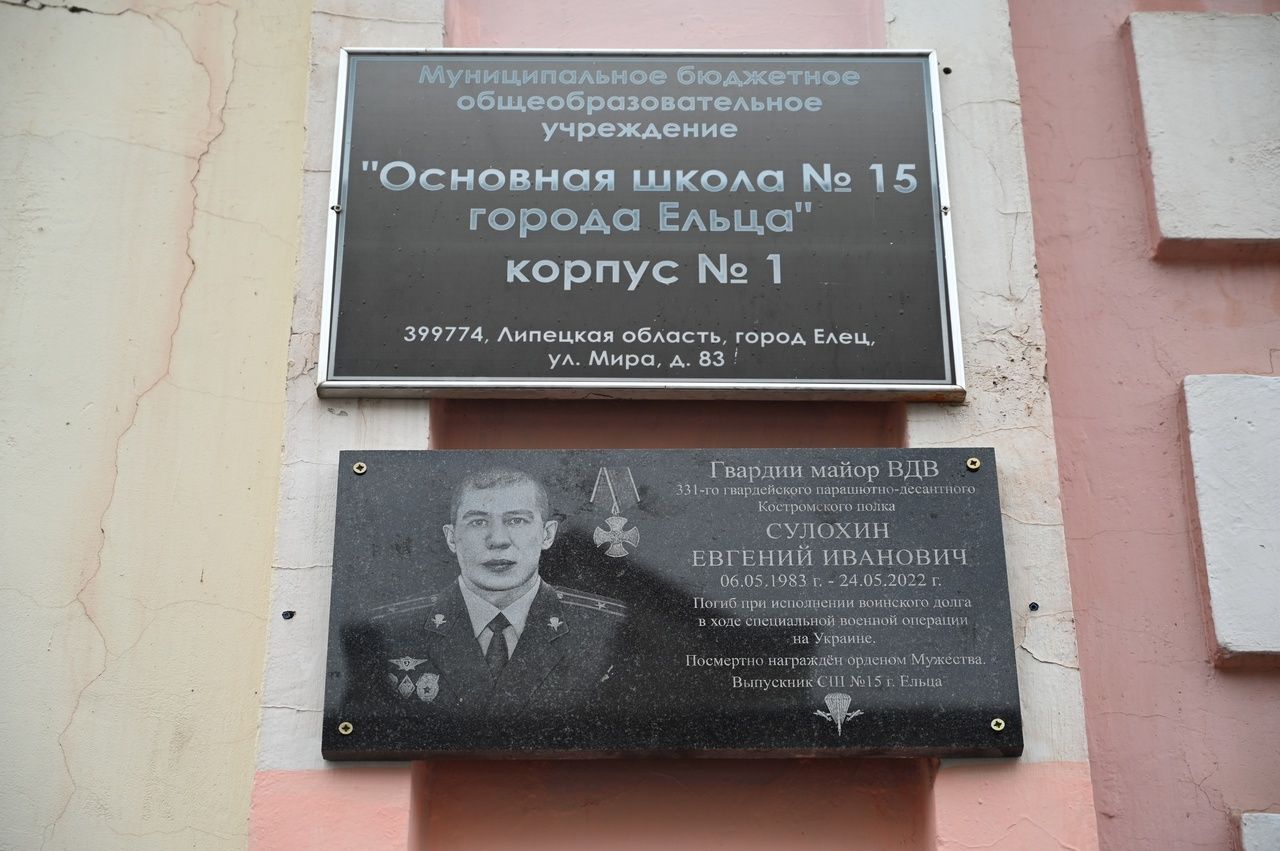 Муниципальное бюджетное
общеобразовательное
учреждение
"Основная школа № 15
города Ельца"
корпус № 1
399774, Липецкая область, город Елец,
ул. Мира, д. 83
Гвардии майор ВДВ
331-го гвардейского парашютно-десантного
Костромского полка
СУЛОХИН
ЕВГЕНИЙ ИВАНОВИЧ
06.05.1983 г. - 24.05.2022 г.
Погиб при исполнении воинского долга
в ходе специальной военной операции
на Украине.
Посмертно награждён орденом Мужества.
Выпускник СШ №15 г. Ельца